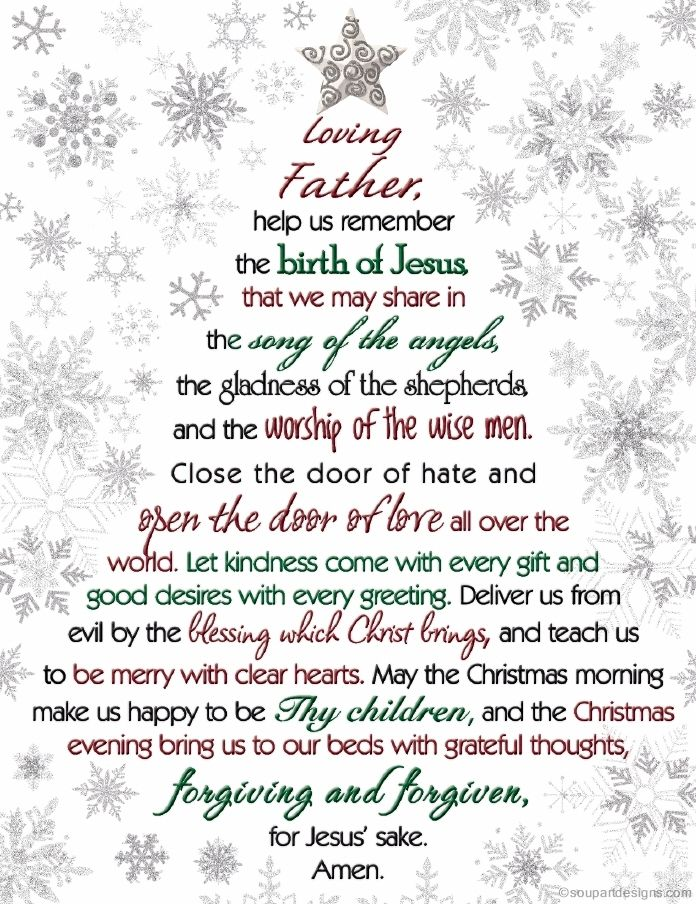 Loving
Father,
help us remember
the birth of Jesus,
that we may share in
the song of the angels,
the gladness of the shepherds,
and the worship of the wise men.
Close the door of hate and
open the door of love all over the
world. Let kindness come with every gift and
good desires with every greeting. Deliver us from
evil by the blessing which Christ brings, and teach us
to be merry with clear hearts. May the Christmas morning
make us happy to be Thy children, and the Christmas
evening bring us to our beds with grateful thoughts,
forgiving and forgiven,
for Jesus' sake.
Amen.
©soupartdesigns.com